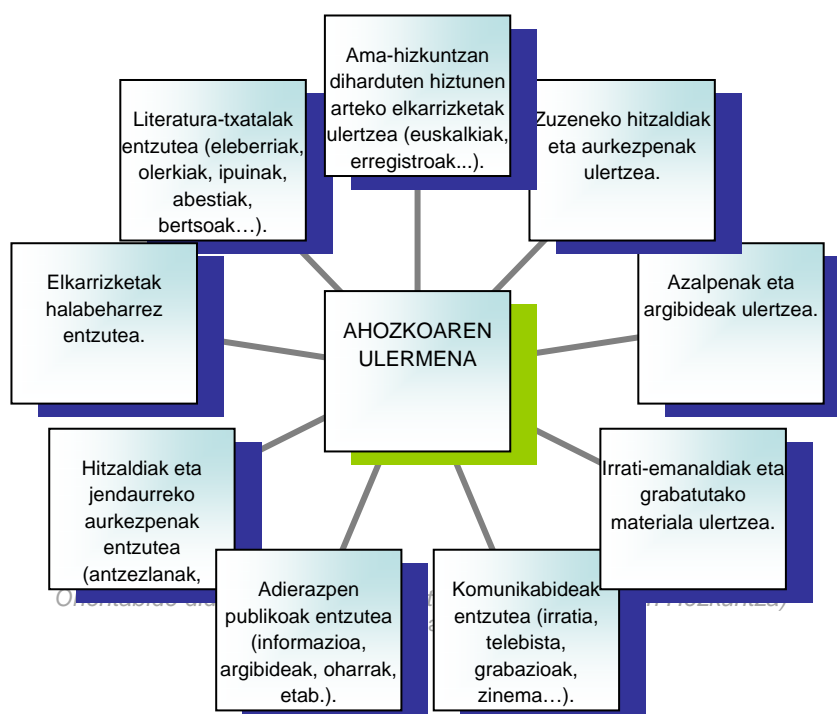 Ama-hizkuntzan
diharduten hiztunen
arteko elkarrizketak
ulertzea (euskalkiak,
erregistroak...).
Zuzeneko hitzaldiak
eta aurkezpenak
ulertzea.
Azalpenak eta
argibideak ulertzea.
Irrati-emanaldiak eta
grabatutako
materiala ulertzea.
Komunikabideak
entzutea (irratia,
telebista,
grabazioak,
zinema…).
Adierazpen
publikoak entzutea
(informazioa,
argibideak, oharrak,
etab.).
Hitzaldiak eta
jendaurreko
aurkezpenak
entzutea
(antzezlanak,
Elkarrizketak
halabeharrez
entzutea.
Literatura-txatalak
entzutea (eleberriak,
olerkiak, ipuinak,
abestiak,
bertsoak…).
AHOZKOAREN
ULERMENA